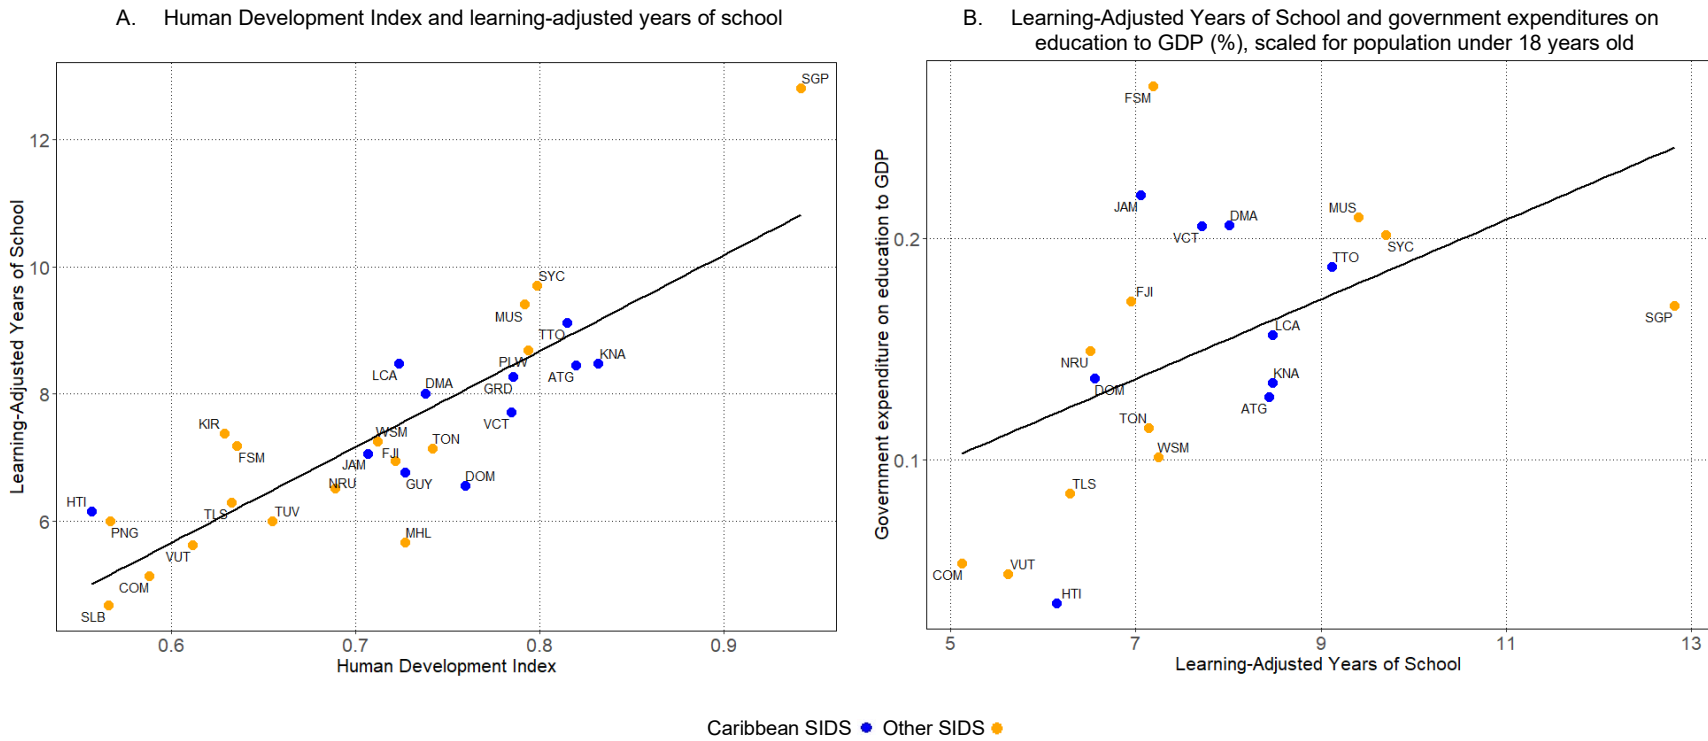 A. Human Development Index and learning-adjusted years of school
Learning-Adjusted Years of School
12
10
8
6
SGP
SYC
MUS
TTO
PLW
KNA
ATG
LCA
GRD
DMA
VCT
KIR
WSM
TON
FSM
FJI
JAM
GUY
DOM
NRU
HTI
TLS
TUV
PNG
MHL
VUT
COM
SLB
0.6
0.7
0.8
0.9
Human Development Index
B. Learning-Adjusted Years of School and government expenditures on
education to GDP (%), scaled for population under 18 years old
Government expenditure on education to GDP
0.2
0.1
FSM
JAM
MUS
DMA
VCT
SYC
TTO
FJI
SGP
LCA
NRU
KNA
DOM
ATG
TON
WSM
TLS
COM
VUT
HTI
5
7
9
11
13
Learning-Adjusted Years of School
Caribbean SIDS
Other SIDS